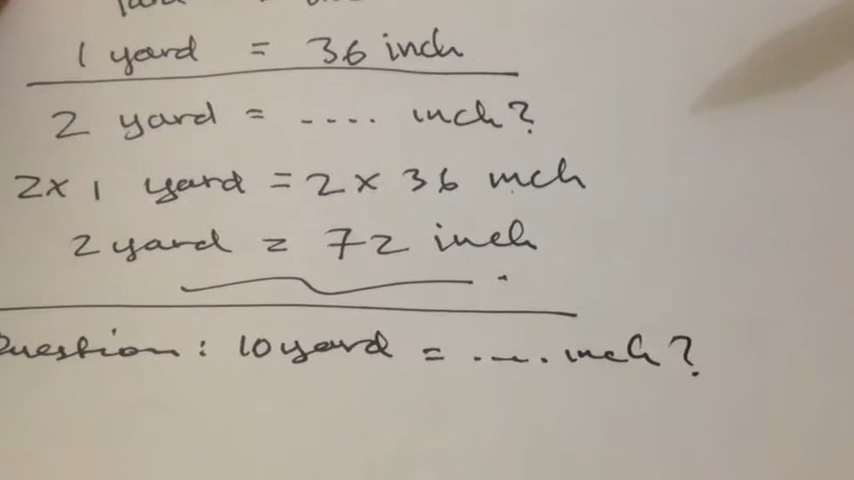 1 yard = 36 inch
2 yard = .... inch?
2x 1 yard = 2 x 36 inch
2 yard = 72 inch
Question: 10 yard = ..... inch?